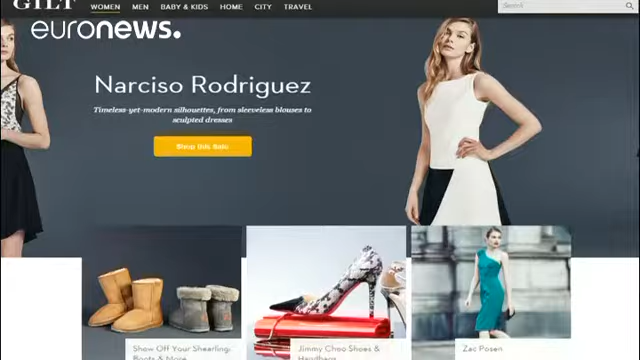 GILT
WOMEN MEN BABY & KIDS HOME CITY TRAVEL
Search
euronews.
Narciso Rodriguez
Timeless-yet-modern silhouettes, from sleeveless blouses to
sculpted dresses
Shop this Sale
Show Off Your Shearling:
Boots & More
Jimmy Choo Shoes &
Handbags
Zac Posen